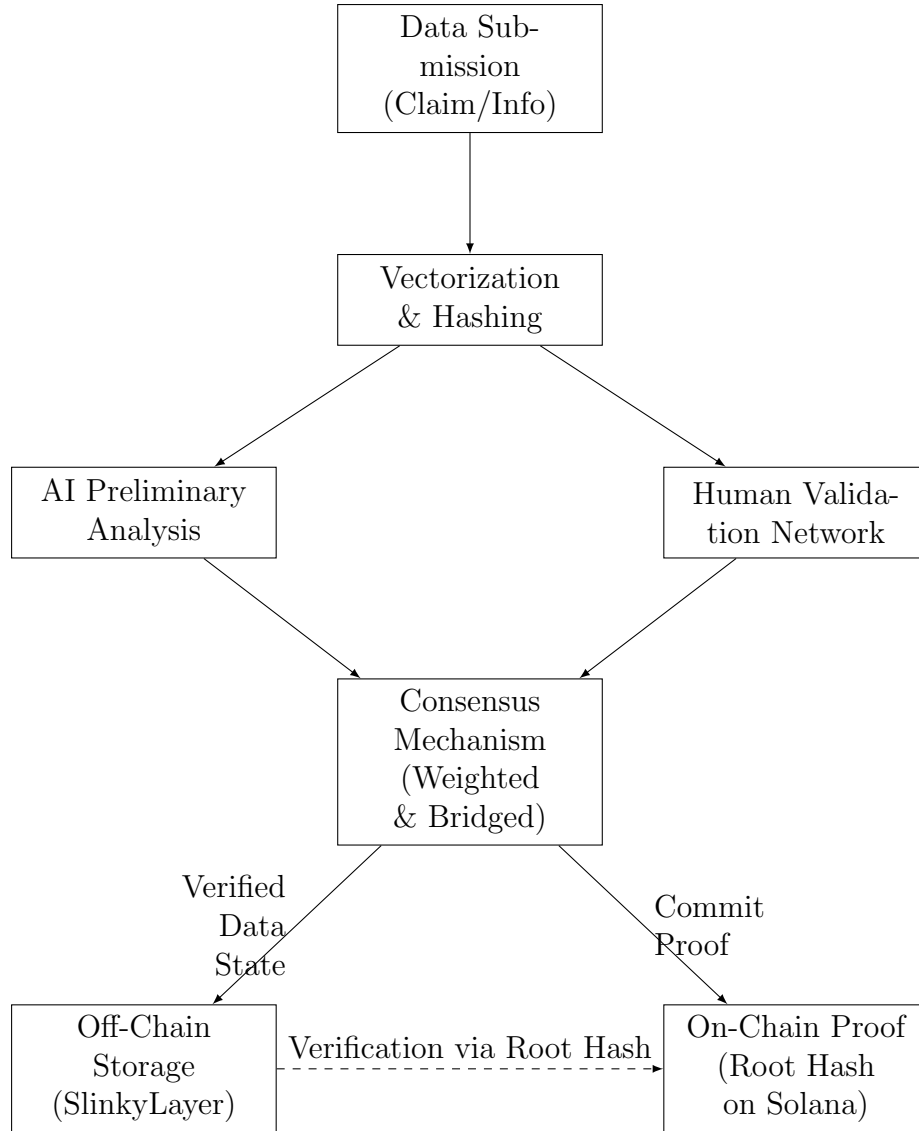 Data Sub-
mission
(Claim/Info)
Vectorization
& Hashing
AI Preliminary
Analysis
Human Valida-
tion Network
Consensus
Mechanism
(Weighted
& Bridged)
Verified
Data
State
Commit
Proof
Off-Chain
Storage
(SlinkyLayer)
Verification via Root Hash
On-Chain Proof
(Root Hash
on Solana)